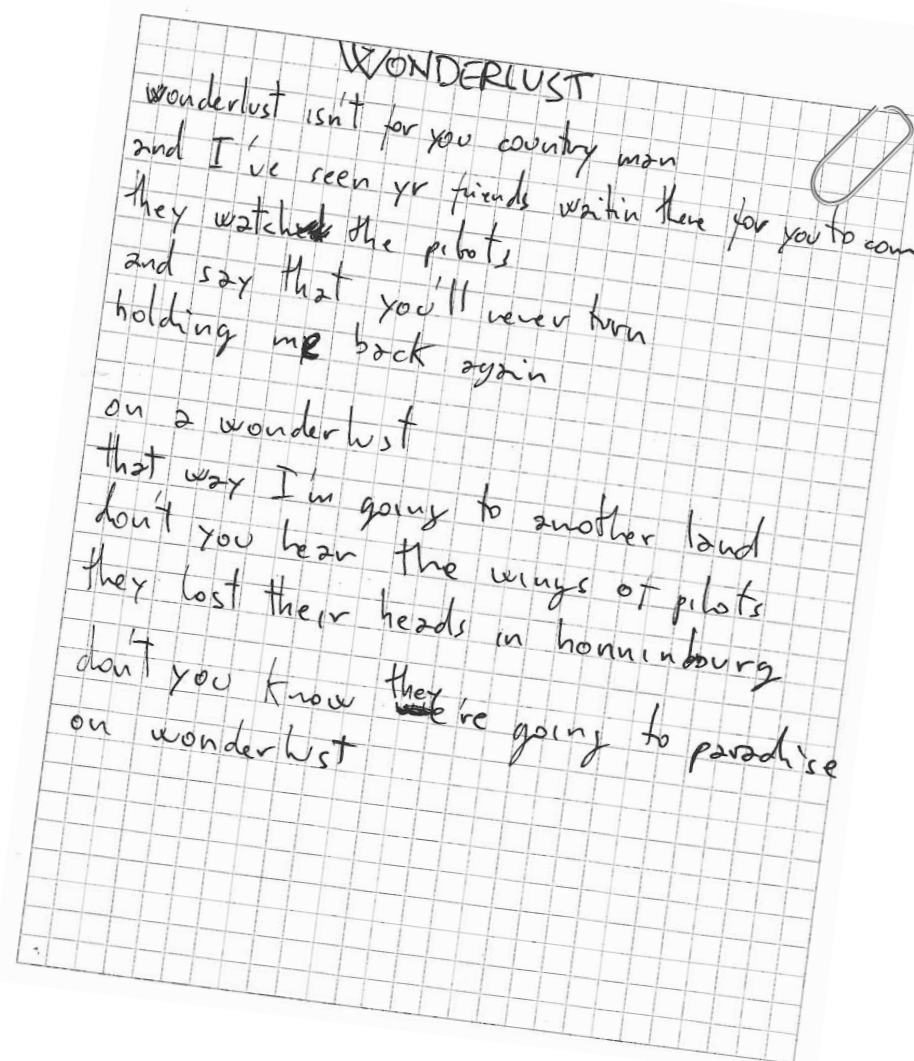 WONDERLUST
wonderlust isn't for you country man
and I've seen yr friends waitin there for you to com
they watch the pilots
and say that you'll never turn
holding me back again
on a wonderlust
that way I'm going to another land
don't you hear the wings of pilots
they lost their heads in honninbourg
don't you know they're going to paradise
on wonderlust